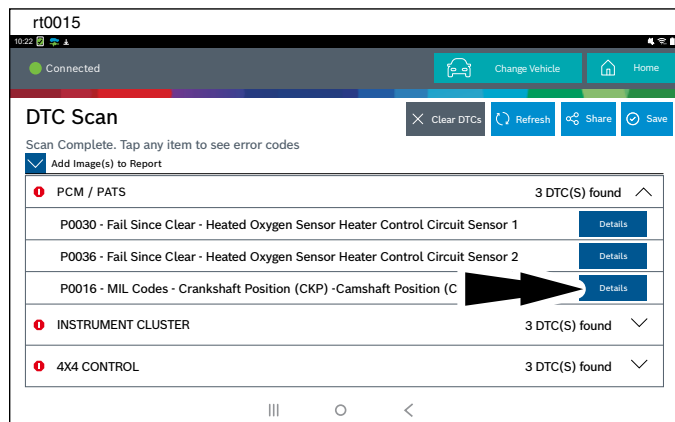 rt0015
10:22
Connected
Change Vehicle
Home
DTC Scan
Clear DTCs
Refresh
Share
Save
Scan Complete. Tap any item to see error codes
Add Image(s) to Report
PCM / PATS
3 DTC(S) found
P0030 - Fail Since Clear - Heated Oxygen Sensor Heater Control Circuit Sensor 1
Details
P0036 - Fail Since Clear - Heated Oxygen Sensor Heater Control Circuit Sensor 2
Details
P0016 - MIL Codes - Crankshaft Position (CKP) -Camshaft Position (C
Details
INSTRUMENT CLUSTER
3 DTC(S) found
4X4 CONTROL
3 DTC(S) found